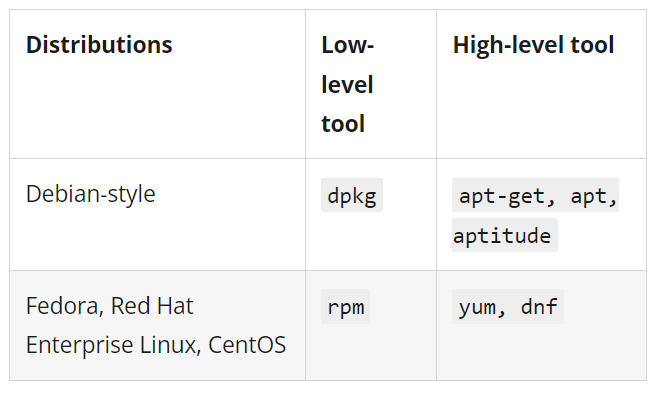 Distributions
Low-
level
tool
High-level tool
Debian-style
dpkg
apt-get, apt,
aptitude
Fedora, Red Hat
Enterprise Linux, CentOS
rpm
yum, dnf